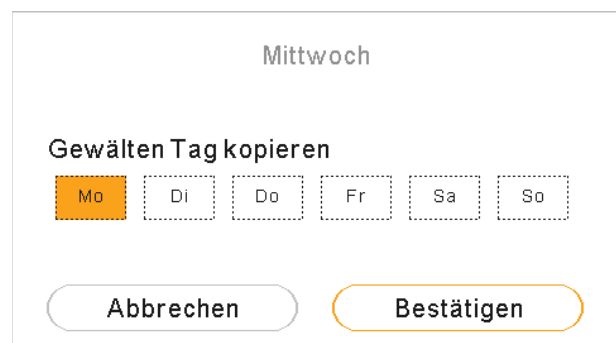 Mittwoch
Gewälten Tag kopieren
Mo Di Do Fr Sa So
Abbrechen Bestätigen